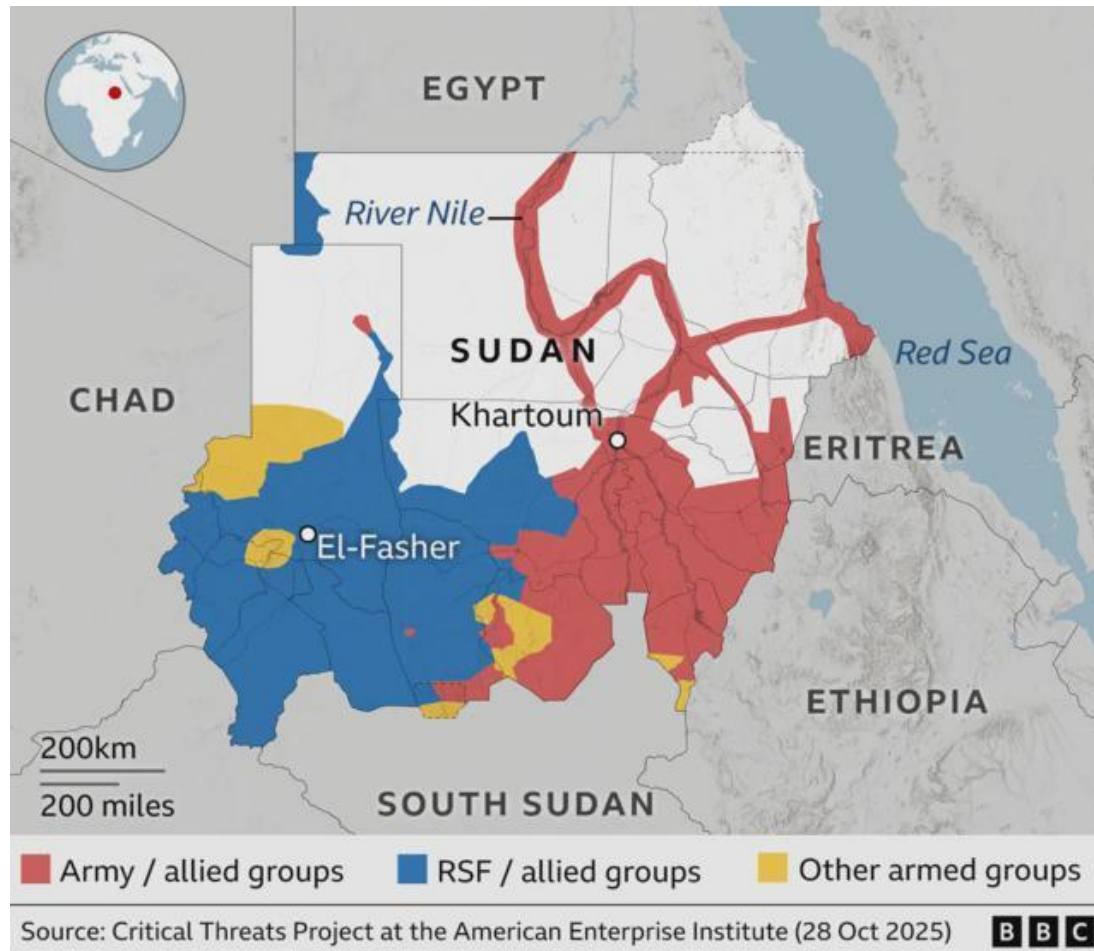 EGYPT
River Nile
SUDAN
Red Sea
CHAD
Khartoum
ERITREA
El-Fasher
ETHIOPIA
200km
200 miles
SOUTH SUDAN
Army / allied groups
RSF / allied groups
Other armed groups
Source: Critical Threats Project at the American Enterprise Institute (28 Oct 2025)
BBC